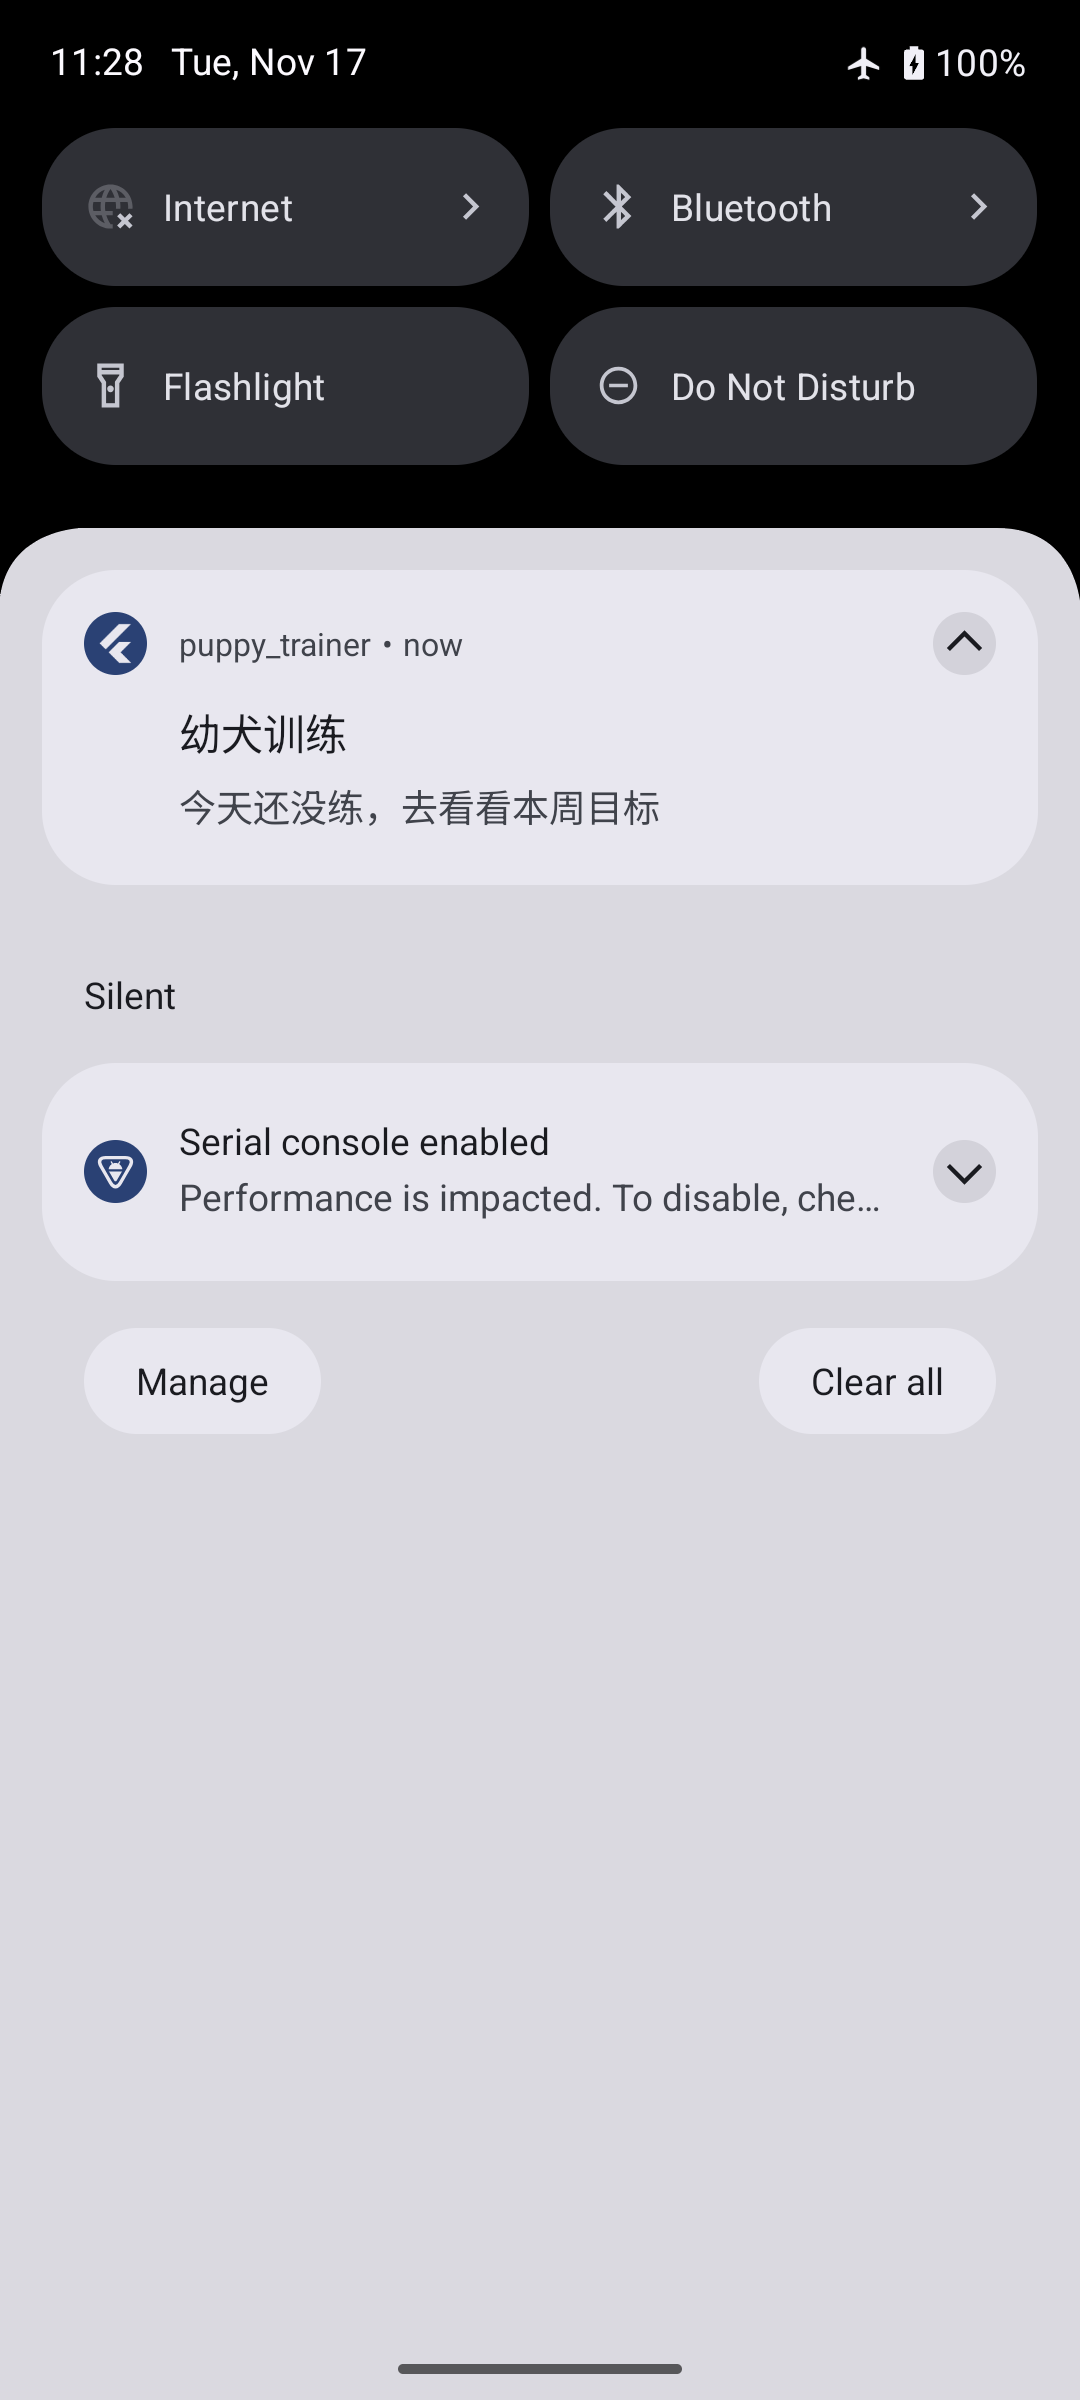 11:28 Tue, Nov 17 100%
Internet
Bluetooth
Flashlight
Do Not Disturb
puppy_trainer • now
幼犬训练
今天还没练，去看看本周目标
Silent
Serial console enabled
Performance is impacted. To disable, che…
Manage
Clear all